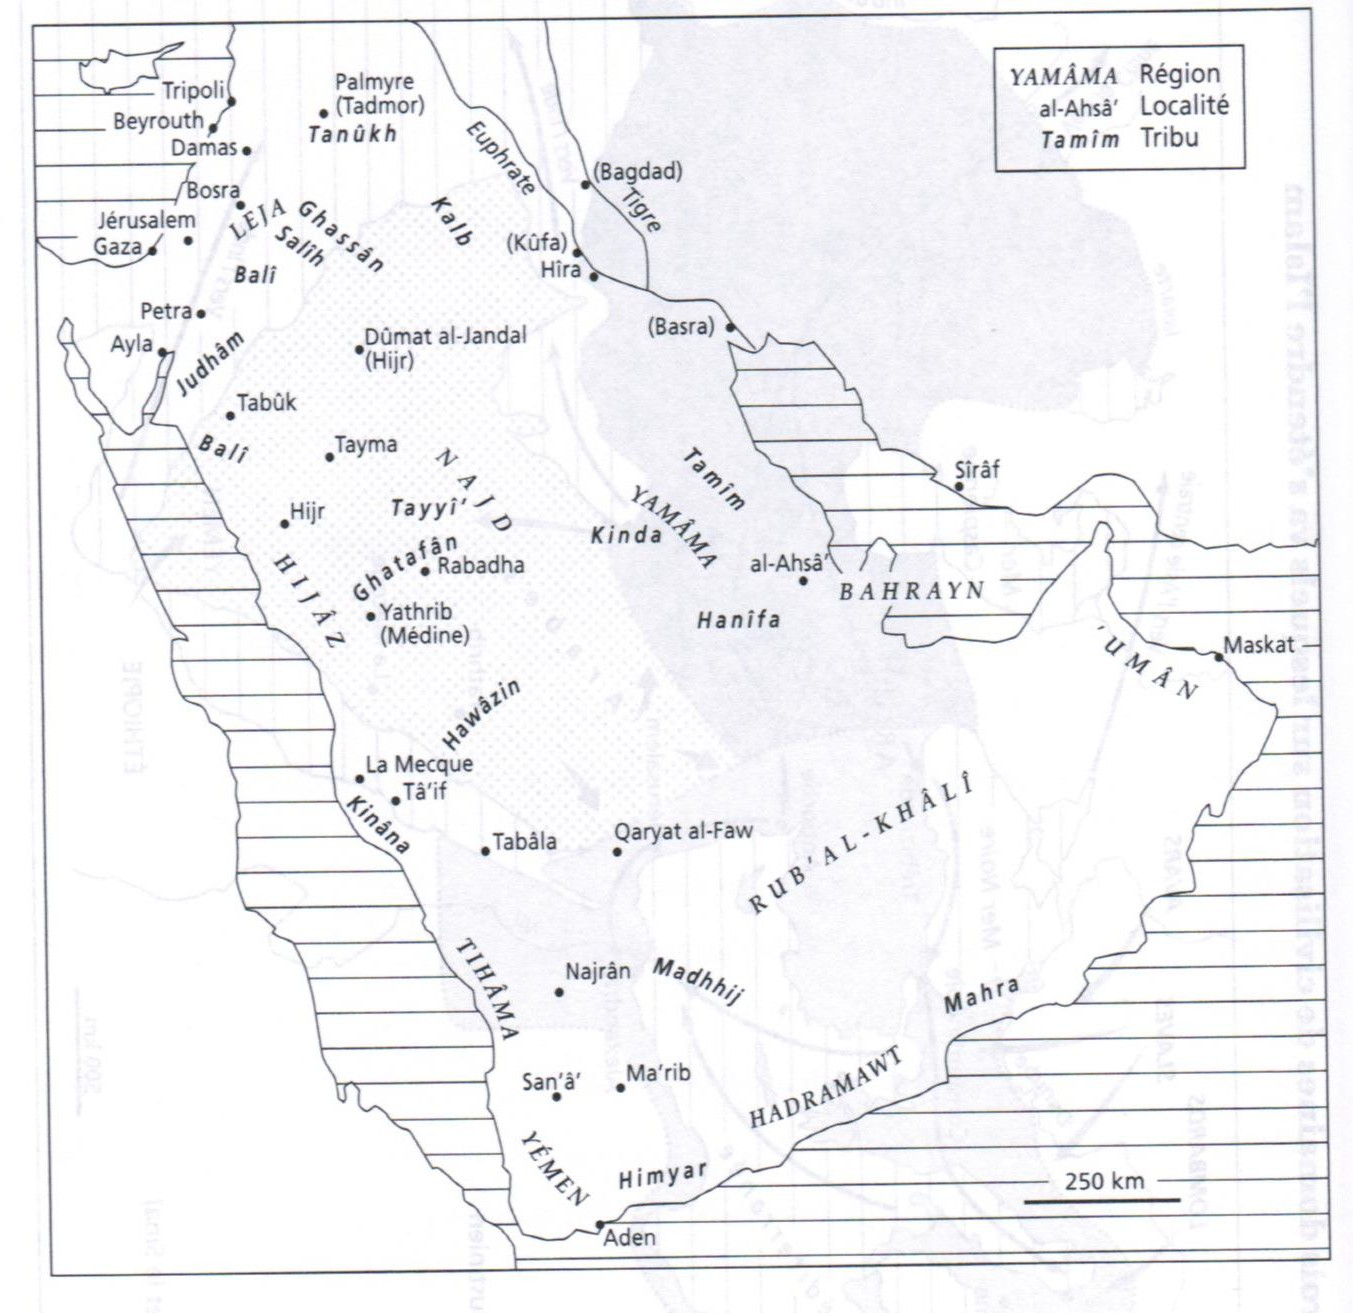 YAMÂMA Région
al-Ahsâ' Localité
Tamîm Tribu
Tripoli
Palmyre
(Tadmor)
Tanûkh
Beyrouth
Damas
Euphrate
(Bagdad)
Tigre
Bosra
LEJA
Ghassân
Salîh
Kalb
Jérusalem
Gaza
(Kûfa)
Hîra
Balî
Petra
(Basra)
Ayla
Judhâm
Dûmat al-Jandal
(Hijr)
Tabûk
Balî
Tayma
NAJD
Tamîm
Sîrâf
Hijr
Tayyî'
YAMÂMA
Kinda
Ghatafân
Rabadha
al-Ahsâ'
BAHRAYN
HIJÂZ
Yathrib
(Médine)
Hanîfa
'UMÂN
Maskat
Hawâzin
La Mecque
Tâ'if
Kinâna
Tabâla
Qaryat al-Faw
RUB' AL-KHÂLÎ
TIHÂMA
Najrân
Madhhij
Mahra
San'â'
Ma'rib
HADRAMAWT
YÉMEN
Himyar
250 km
Aden